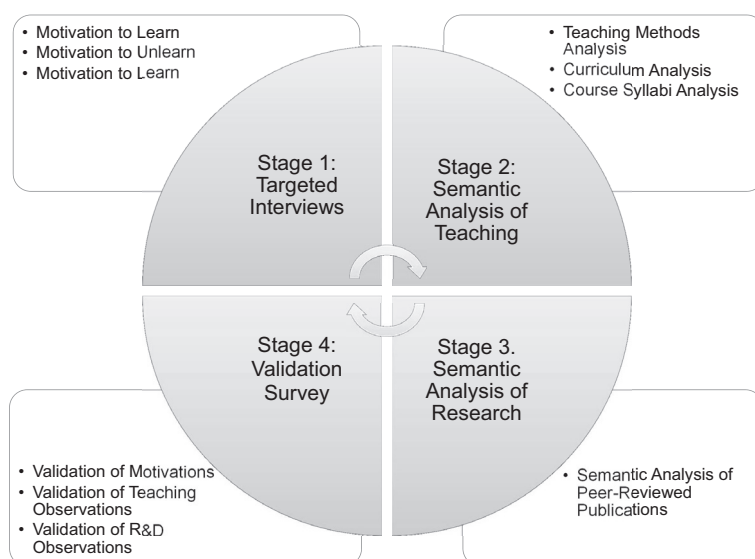 • Motivation to Learn
• Motivation to Unlearn
• Motivation to Learn
• Teaching Methods
Analysis
• Curriculum Analysis
• Course Syllabi Analysis
Stage 1:
Targeted
Interviews
Stage 2:
Semantic
Analysis of
Teaching
Stage 4:
Validation
Survey
Stage 3.
Semantic
Analysis of
Research
• Validation of Motivations
• Validation of Teaching
Observations
• Validation of R&D
Observations
• Semantic Analysis of
Peer-Reviewed
Publications